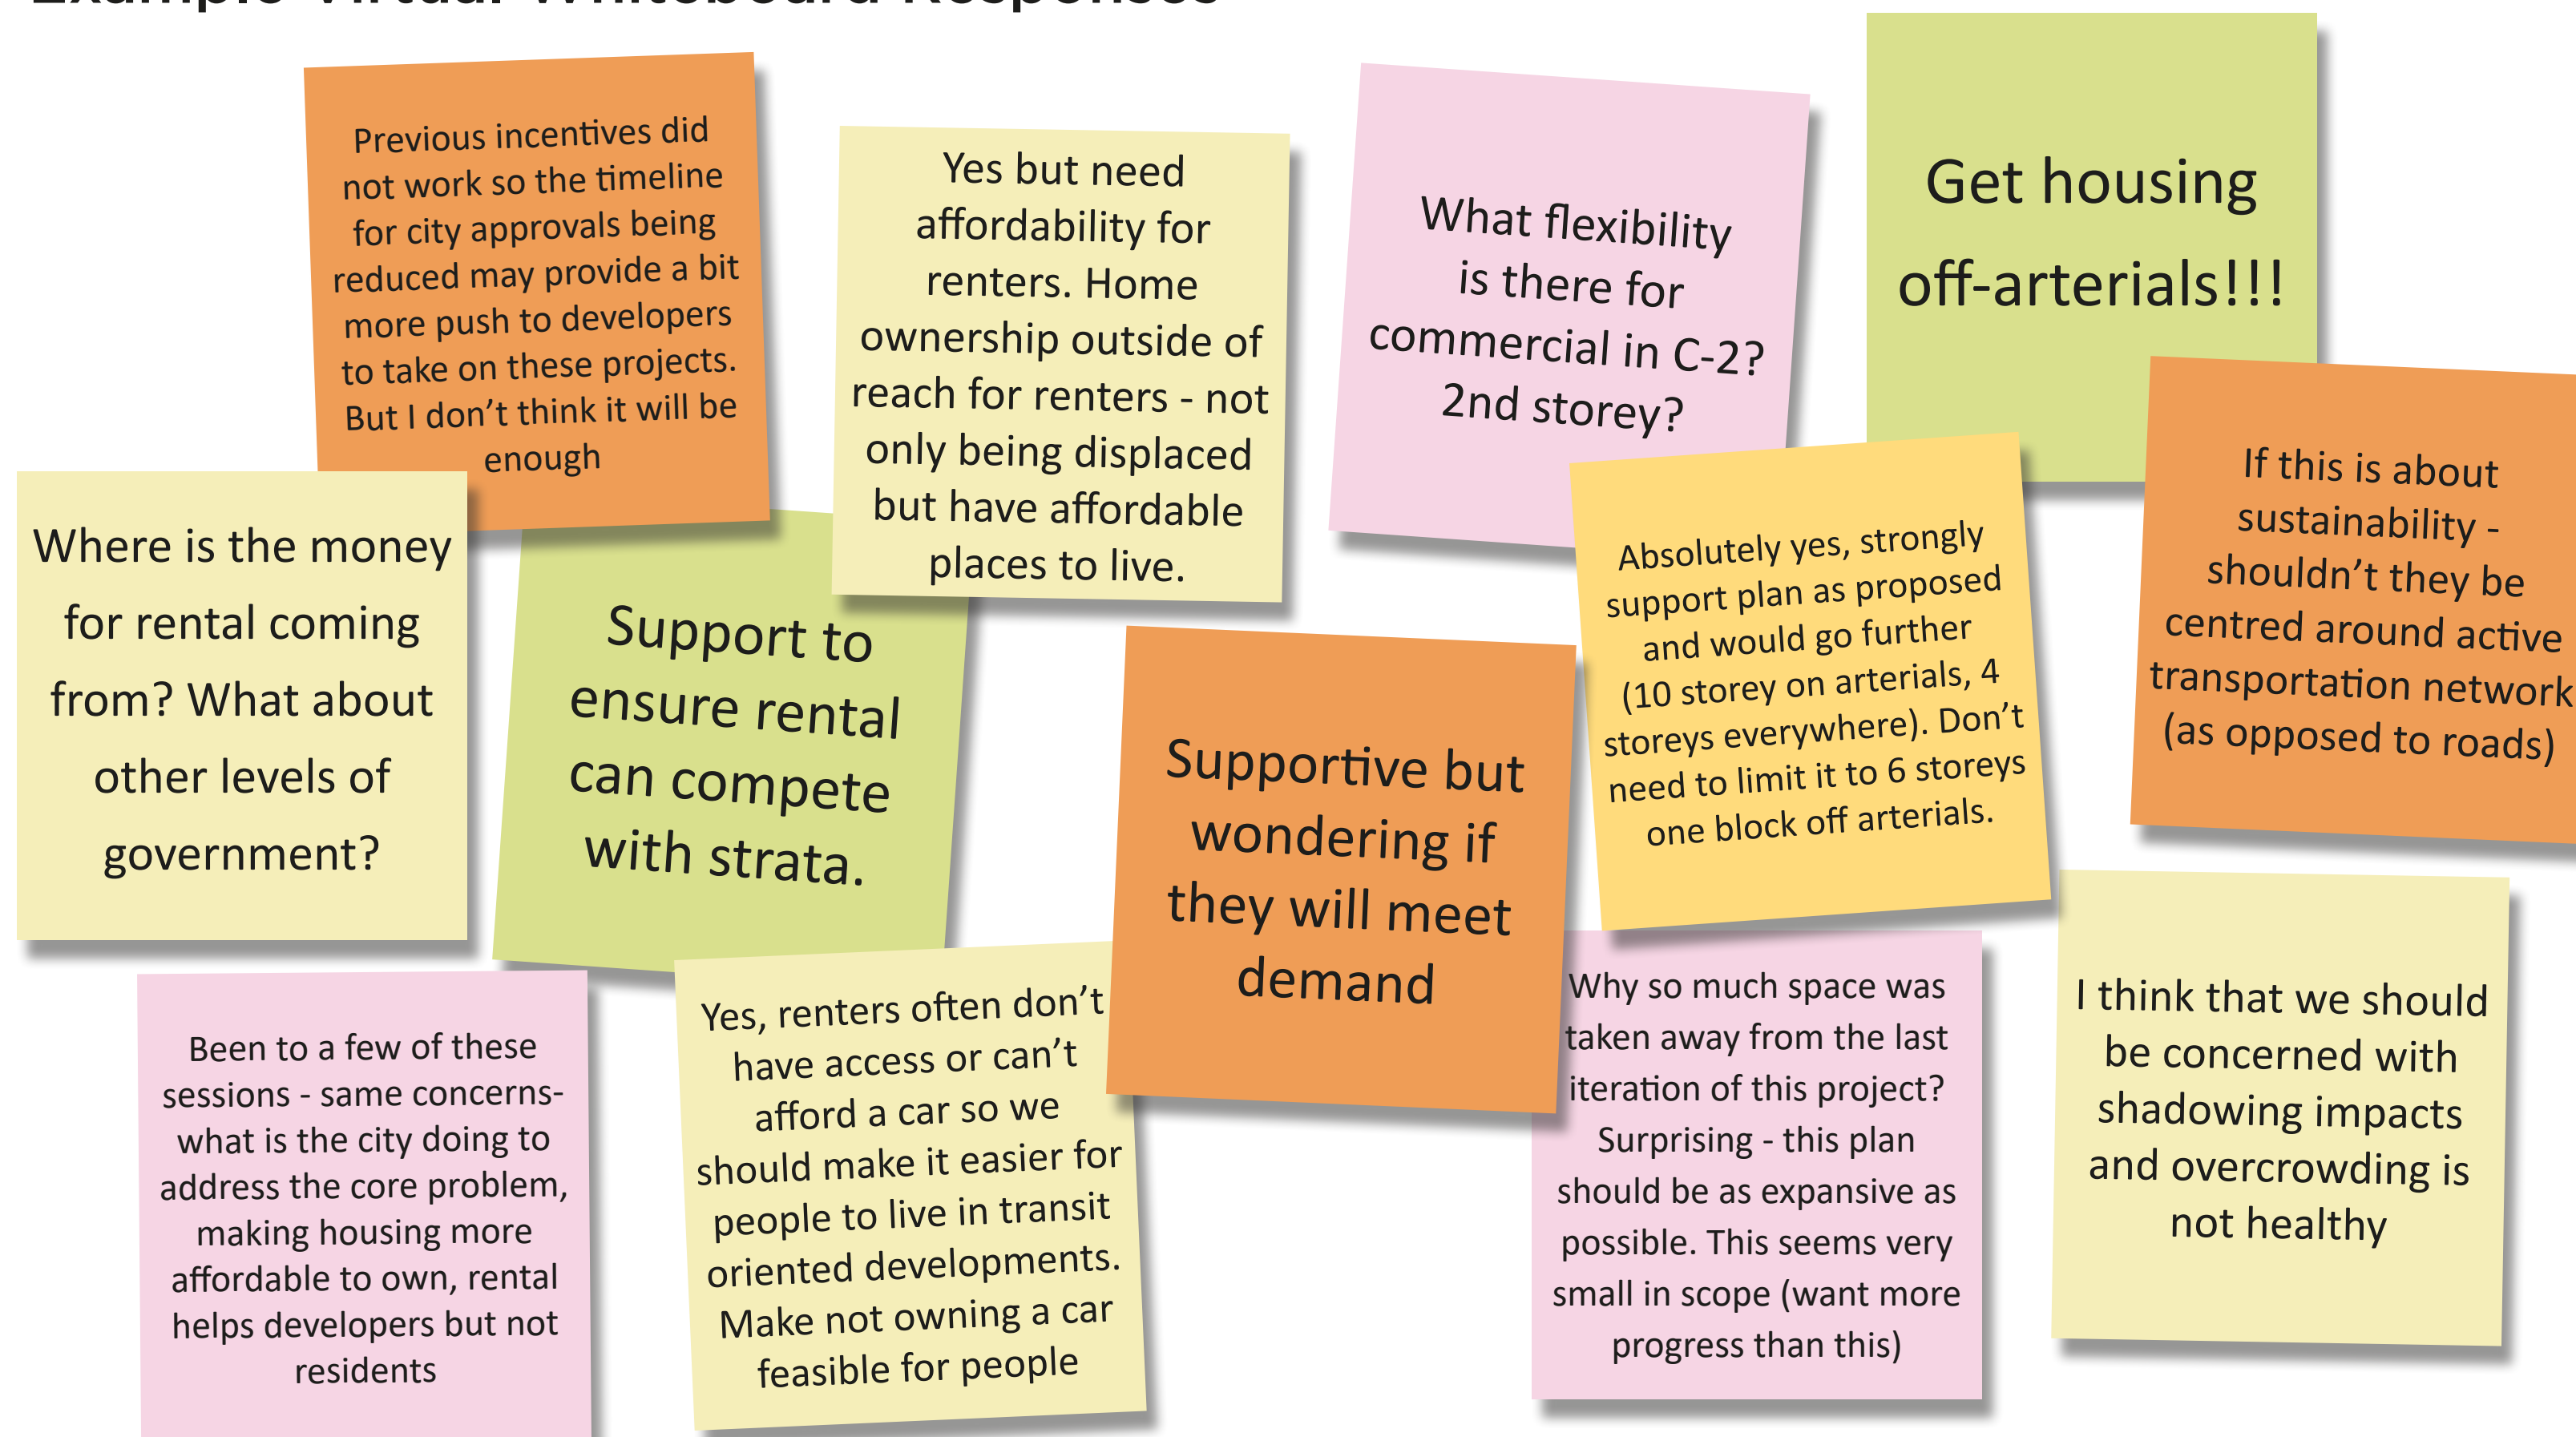 Example Virtual Whiteboard Responses
Previous incentives did
not work so the timeline
for city approvals being
reduced may provide a bit
more push to developers
to take on these projects.
But I don’t think it will be
enough
Yes but need
affordability for
renters. Home
ownership outside of
reach for renters - not
only being displaced
but have affordable
places to live.
What flexibility
is there for
commercial in C-2?
2nd storey?
Get housing
off-arterials!!!
Where is the money
for rental coming
from? What about
other levels of
government?
Support to
ensure rental
can compete
with strata.
Supportive but
wondering if
they will meet
demand
Absolutely yes, strongly
support plan as proposed
and would go further
(10 storey on arterials, 4
storeys everywhere). Don’t
need to limit it to 6 storeys
one block off arterials.
If this is about
sustainability -
shouldn’t they be
centred around active
transportation network
(as opposed to roads)
Been to a few of these
sessions - same concerns-
what is the city doing to
address the core problem,
making housing more
affordable to own, rental
helps developers but not
residents
Yes, renters often don’t
have access or can’t
afford a car so we
should make it easier for
people to live in transit
oriented developments.
Make not owning a car
feasible for people
Why so much space was
taken away from the last
iteration of this project?
Surprising - this plan
should be as expansive as
possible. This seems very
small in scope (want more
progress than this)
I think that we should
be concerned with
shadowing impacts
and overcrowding is
not healthy